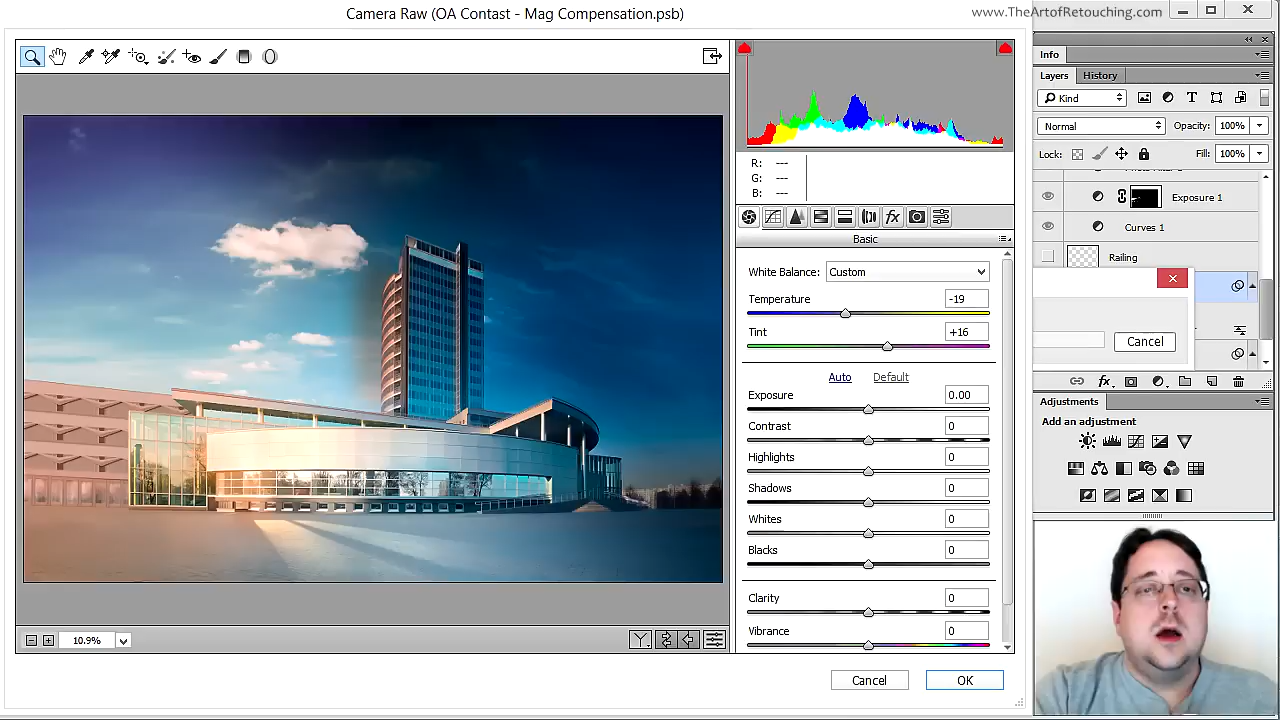 Camera Raw (OA Contast - Mag Compensation.psb)
www.TheArtofRetouching.com
Info
Layers History
Kind
Normal Opacity: 100%
Lock: Fill: 100%
Exposure 1
Curves 1
Railing
Cancel
fx
Adjustments
Add an adjustment
R: ---
G: ---
B: ---
fx
Basic
White Balance: Custom
Temperature -19
Tint +16
Auto Default
Exposure 0.00
Contrast 0
Highlights 0
Shadows 0
Whites 0
Blacks 0
Clarity 0
Vibrance 0
10.9%
Y
Cancel OK